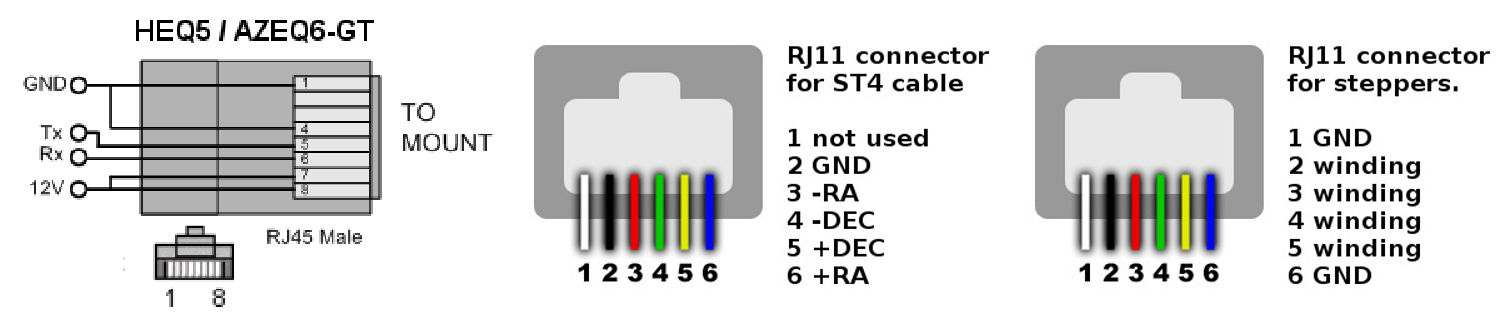 HEQ5 / AZEQ6-GT
GND
Tx
Rx
12V
1
4
5
6
7
8
TO
MOUNT
RJ45 Male
1 8
RJ11 connector
for ST4 cable
1 not used
2 GND
3 -RA
4 -DEC
5 +DEC
6 +RA
1 2 3 4 5 6
RJ11 connector
for steppers.
1 GND
2 winding
3 winding
4 winding
5 winding
6 GND
1 2 3 4 5 6